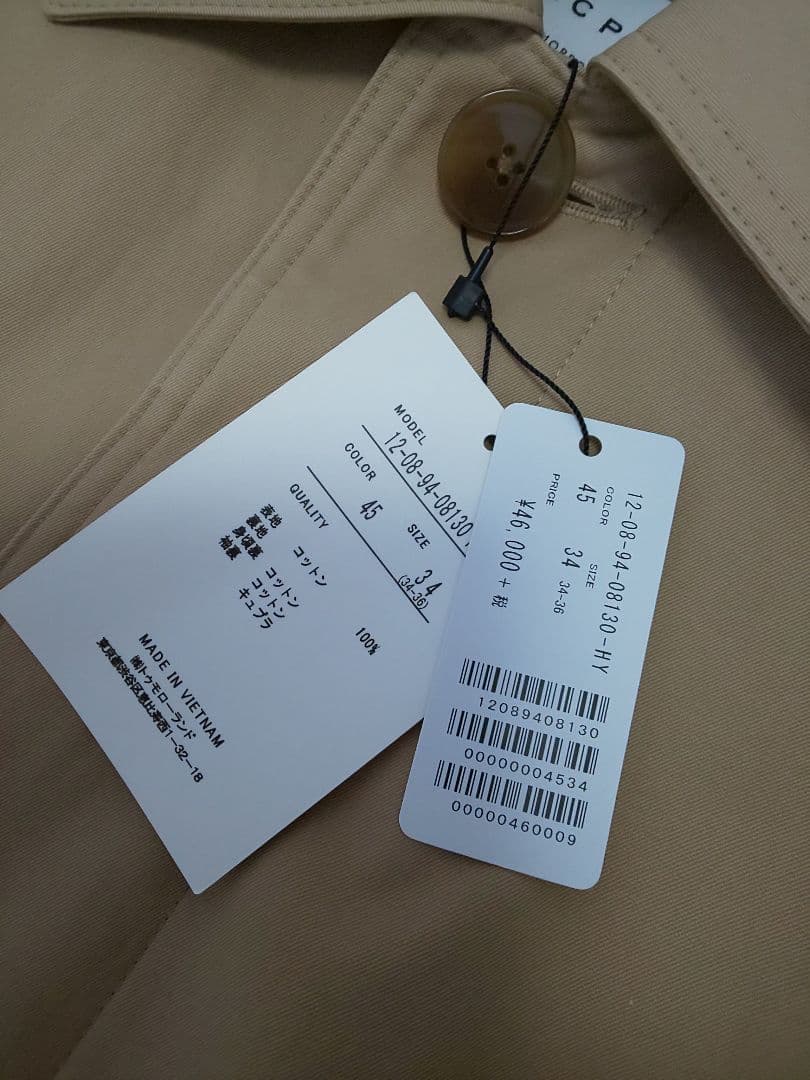 CP
MODEL
12-08-94-08130
COLOR
SIZE
45
34
(34-36)
QUALITY
表地 コットン 100%
裏地
身頃裏 コットン
コットン
袖裏 キュプラ
MADE IN VIETNAM
㈱トゥモローランド
東京都渋谷区恵比寿西1-32-18
12-08-94-08130-HY
COLOR
SIZE
45
34 34-36
PRICE
¥46,000 + 税
12089408130
00000004534
00000460009